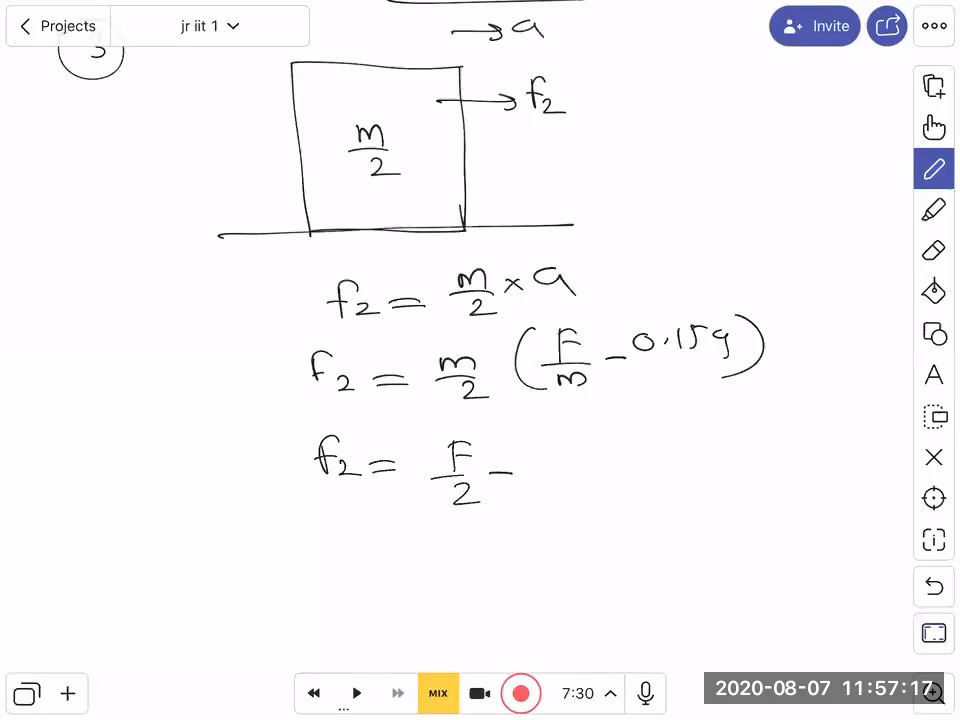 Projects
jr iit 1
Invite
3
→ a
m/2
→ f₂
f₂ = m/2 × a
f₂ = m/2 (F/m - 0.15g)
f₂ = F/2 -
MIX
7:30
2020-08-07 11:57:17